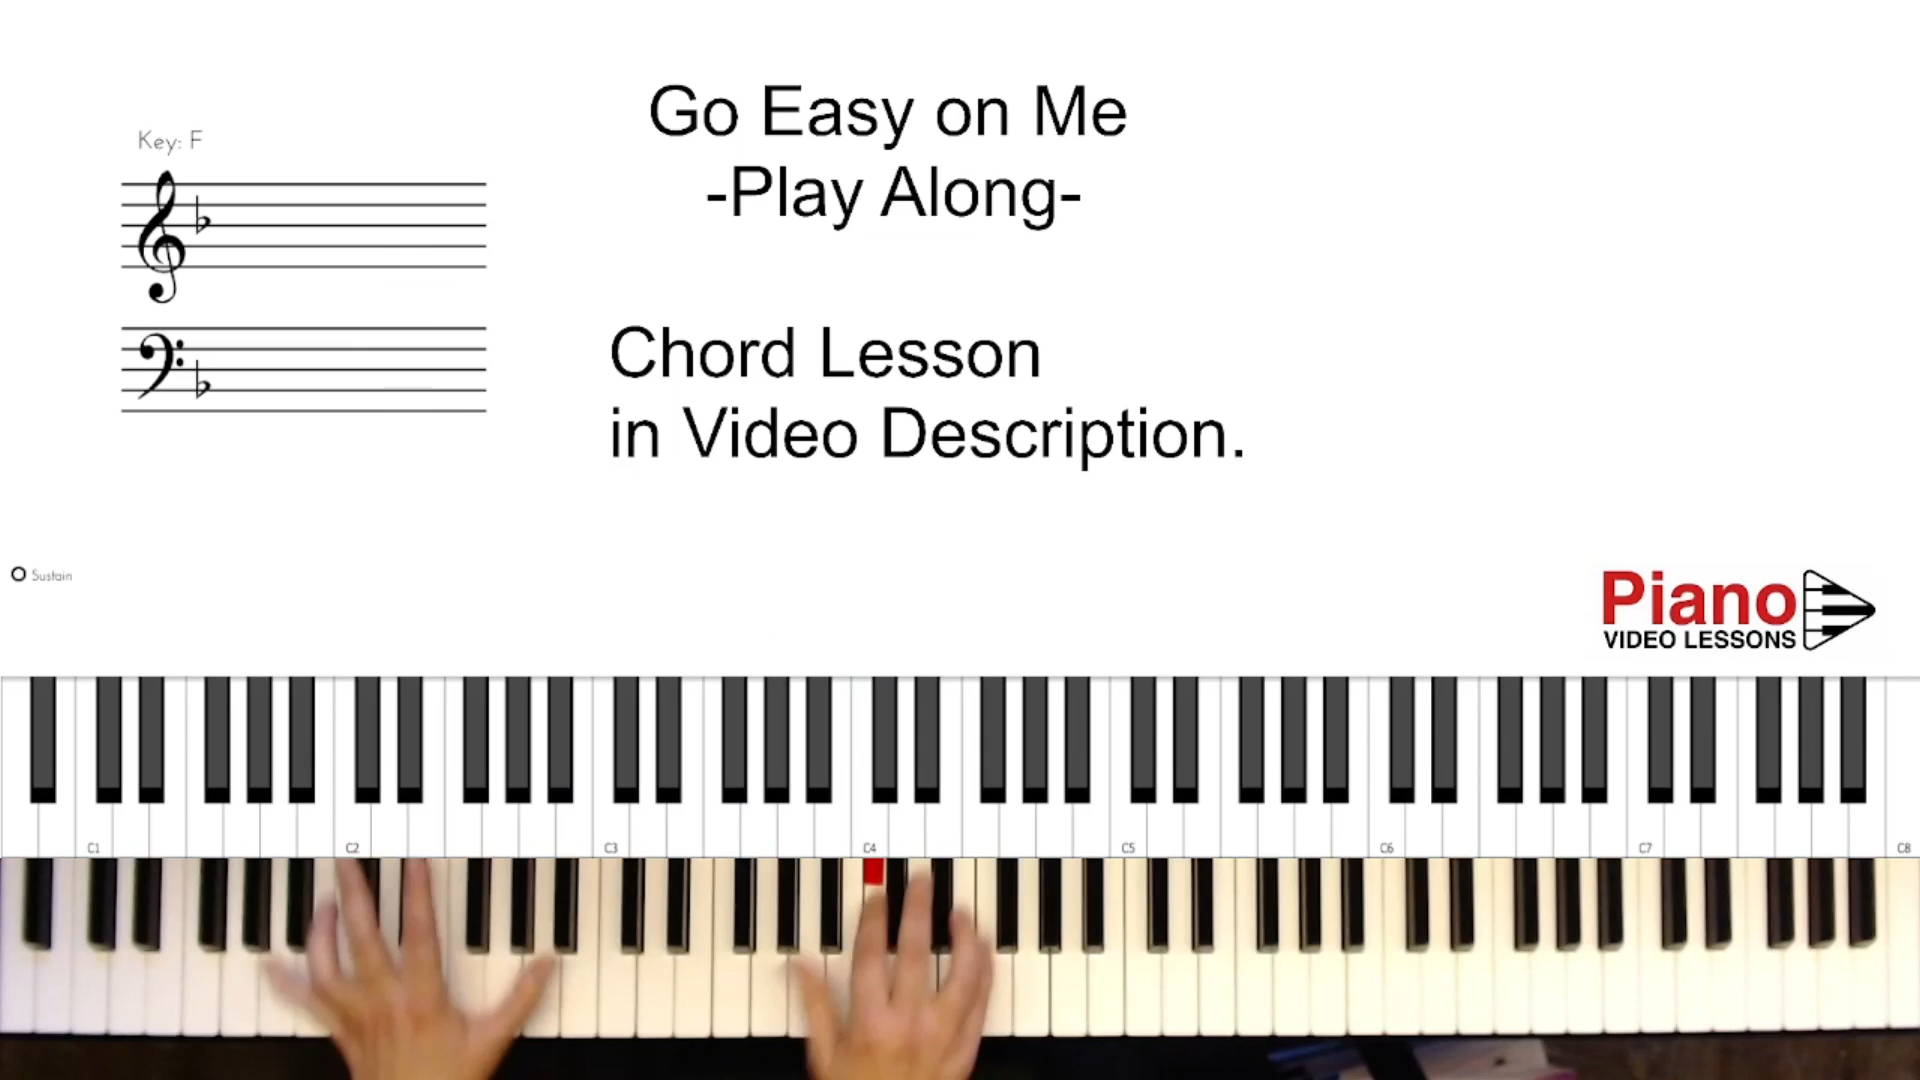 Go Easy on Me
Key: F
-Play Along-
Chord Lesson
in Video Description.
Sustain
Piano
VIDEO LESSONS
C1 C2 C3 C4 C5 C6 C7 C8